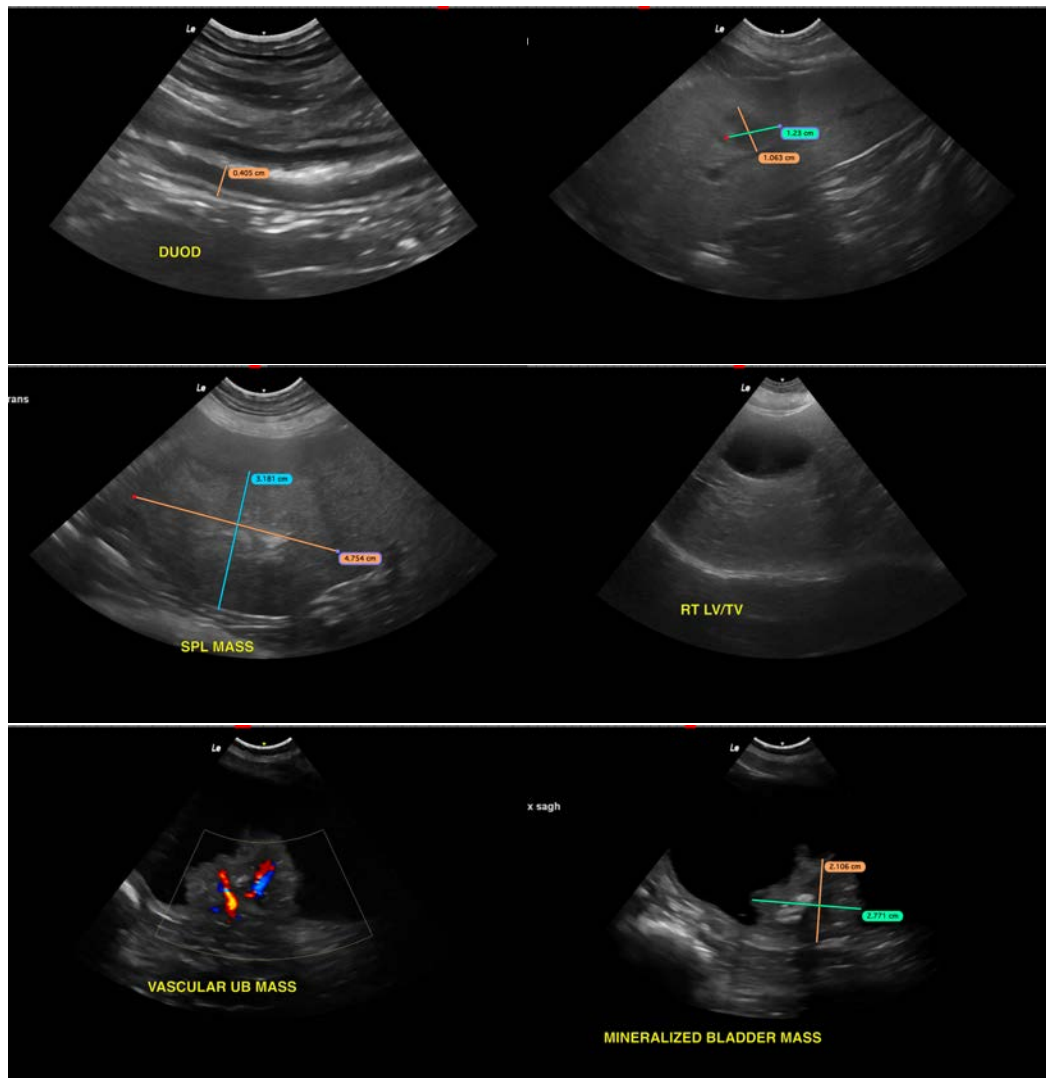 Le
0.405 cm
DUOD
Le
1.23 cm
1.063 cm
rans
Le
3.181 cm
4.754 cm
SPL MASS
Le
RT LV/TV
Le
VASCULAR UB MASS
Le
x sagh
2.106 cm
2.771 cm
MINERALIZED BLADDER MASS